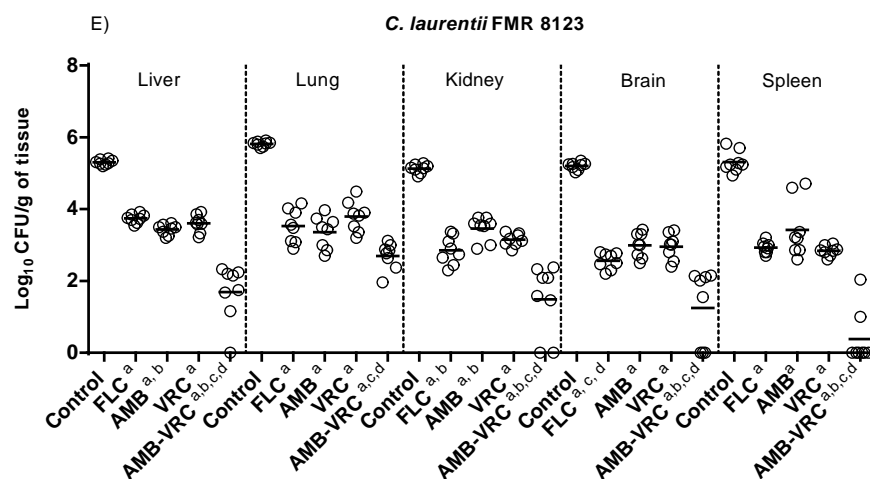 E)
C. laurentii FMR 8123
Liver Lung Kidney Brain Spleen
Log10 CFU/g of tissue
8
6
4
2
0
Control
FLC a
AMB a, b
VRC a
AMB-VRC a,b,c,d
Control
FLC a
AMB a
VRC a
AMB-VRC a,c,d
Control
FLC a, b
AMB a, b
VRC a
AMB-VRC a,b,c,d
Control
FLC a, c, d
AMB a
VRC a
AMB-VRC a,b,c,d
Control
FLC a
AMB a
VRC a
AMB-VRC a,b,c,d